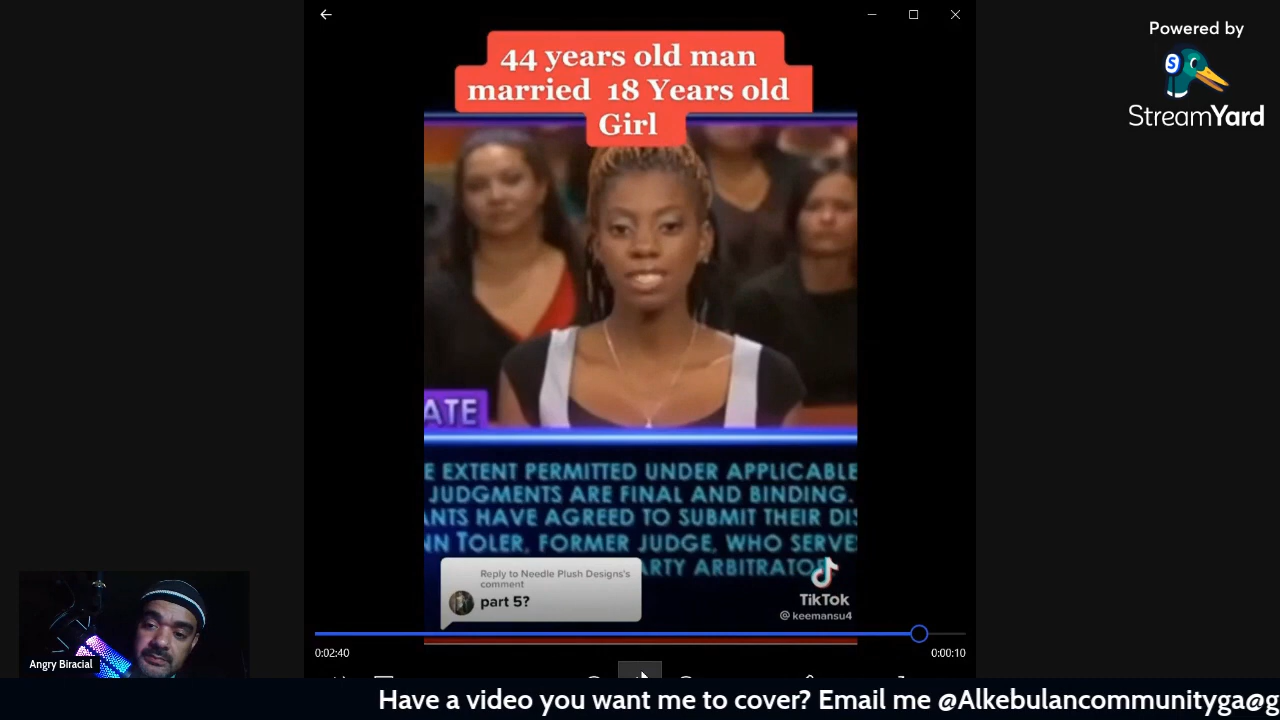 Powered by
StreamYard
44 years old man
married 18 Years old
Girl
ATE
E EXTENT PERMITTED UNDER APPLICABLE
JUDGMENTS ARE FINAL AND BINDING.
ANTS HAVE AGREED TO SUBMIT THEIR DIS
NN TOLER, FORMER JUDGE, WHO SERVE
ARTY ARBITRATO
Reply to Needle Plush Designs's
comment
part 5?
TikTok
@ keemansu4
0:02:40
0:00:10
Angry Biracial
Have a video you want me to cover? Email me @Alkebulancommunityga@g